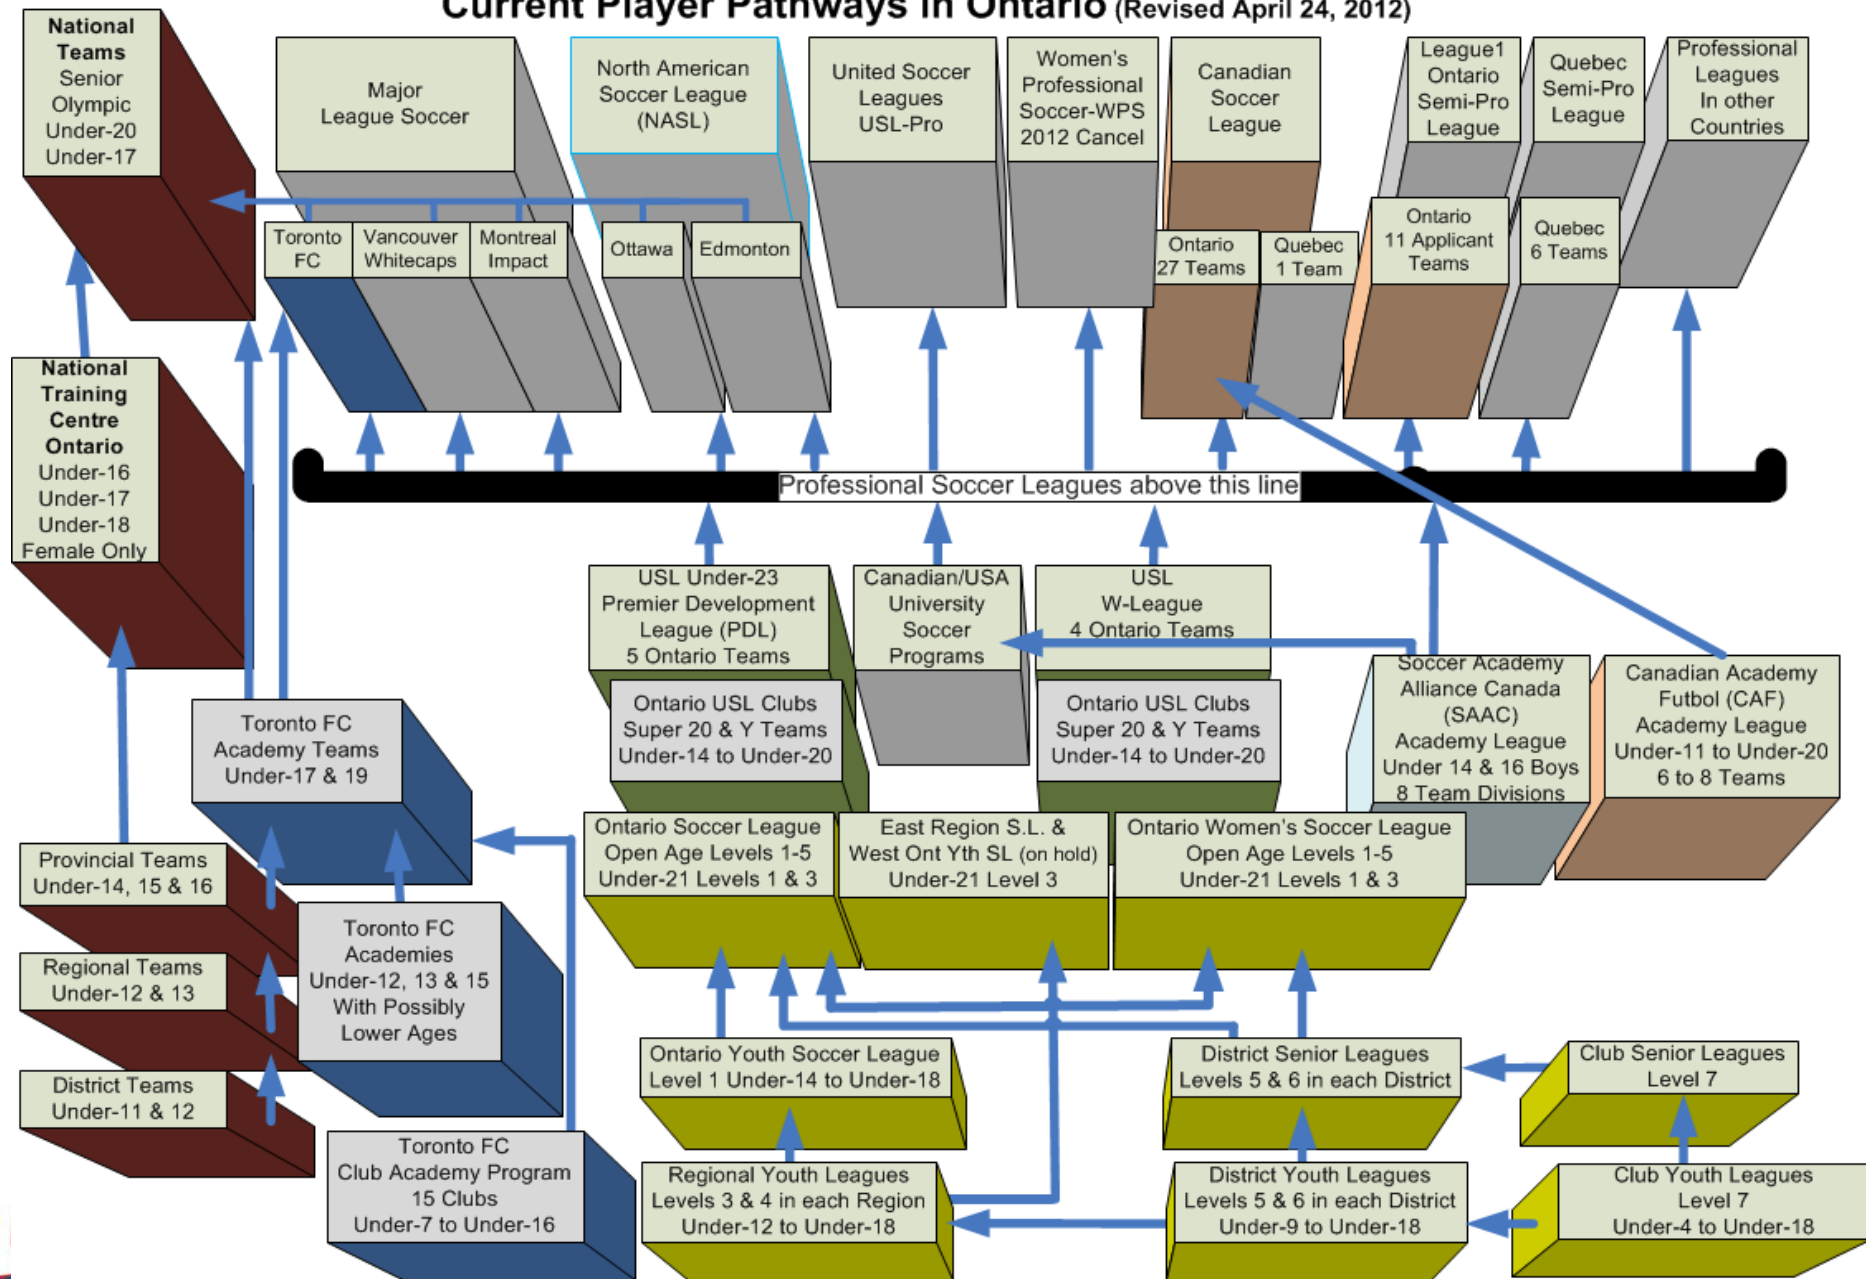 Current Player Pathways in Ontario (Revised April 24, 2012)
National
Teams
Senior
Olympic
Under-20
Under-17
Major
League Soccer
North American
Soccer League
(NASL)
United Soccer
Leagues
USL-Pro
Women's
Professional
Soccer-WPS
2012 Cancel
Canadian
Soccer
League
League1
Ontario
Semi-Pro
League
Quebec
Semi-Pro
League
Professional
Leagues
In other
Countries
Toronto
FC
Vancouver
Whitecaps
Montreal
Impact
Ottawa
Edmonton
Ontario
27 Teams
Quebec
1 Team
Ontario
11 Applicant
Teams
Quebec
6 Teams
National
Training
Centre
Ontario
Under-16
Under-17
Under-18
Female Only
Professional Soccer Leagues above this line
USL Under-23
Premier Development
League (PDL)
5 Ontario Teams
Canadian/USA
University
Soccer
Programs
USL
W-League
4 Ontario Teams
Soccer Academy
Alliance Canada
(SAAC)
Academy League
Under 14 & 16 Boys
8 Team Divisions
Canadian Academy
Futbol (CAF)
Academy League
Under-11 to Under-20
6 to 8 Teams
Ontario USL Clubs
Super 20 & Y Teams
Under-14 to Under-20
Ontario USL Clubs
Super 20 & Y Teams
Under-14 to Under-20
Toronto FC
Academy Teams
Under-17 & 19
Ontario Soccer League
Open Age Levels 1-5
Under-21 Levels 1 & 3
East Region S.L. &
West Ont Yth SL (on hold)
Under-21 Level 3
Ontario Women's Soccer League
Open Age Levels 1-5
Under-21 Levels 1 & 3
Provincial Teams
Under-14, 15 & 16
Toronto FC
Academies
Under-12, 13 & 15
With Possibly
Lower Ages
Regional Teams
Under-12 & 13
District Teams
Under-11 & 12
Ontario Youth Soccer League
Level 1 Under-14 to Under-18
District Senior Leagues
Levels 5 & 6 in each District
Club Senior Leagues
Level 7
Toronto FC
Club Academy Program
15 Clubs
Under-7 to Under-16
Regional Youth Leagues
Levels 3 & 4 in each Region
Under-12 to Under-18
District Youth Leagues
Levels 5 & 6 in each District
Under-9 to Under-18
Club Youth Leagues
Level 7
Under-4 to Under-18